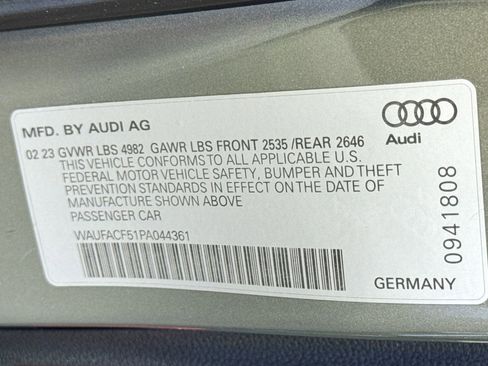 MFD. BY AUDI AG
02 23 GVWR LBS 4982 GAWR LBS FRONT 2535 /REAR 2646
THIS VEHICLE CONFORMS TO ALL APPLICABLE U.S.
FEDERAL MOTOR VEHICLE SAFETY, BUMPER AND THEFT
PREVENTION STANDARDS IN EFFECT ON THE DATE OF
MANUFACTURE SHOWN ABOVE
PASSENGER CAR
WAUFACF51PA044361
Audi
0941808
GERMANY